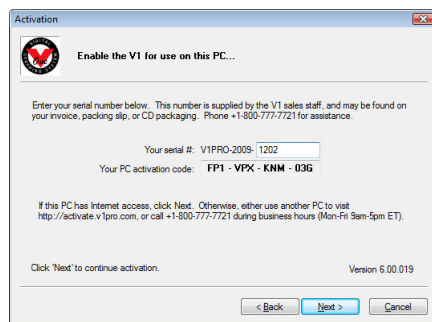 Activation
Enable the V1 for use on this PC...
Enter your serial number below. This number is supplied by the V1 sales staff, and may be found on
your invoice, packing slip, or CD packaging. Phone +1-800-777-7721 for assistance.
Your serial #: V1PRO-2009- 1202
Your PC activation code: FP1 - VPX - KNM - 03G
If this PC has Internet access, click Next. Otherwise, either use another PC to visit
http://activate.v1pro.com, or call +1-800-777-7721 during business hours (Mon-Fri 9am-5pm ET).
Click 'Next' to continue activation.
Version 6.00.019
< Back
Next >
Cancel